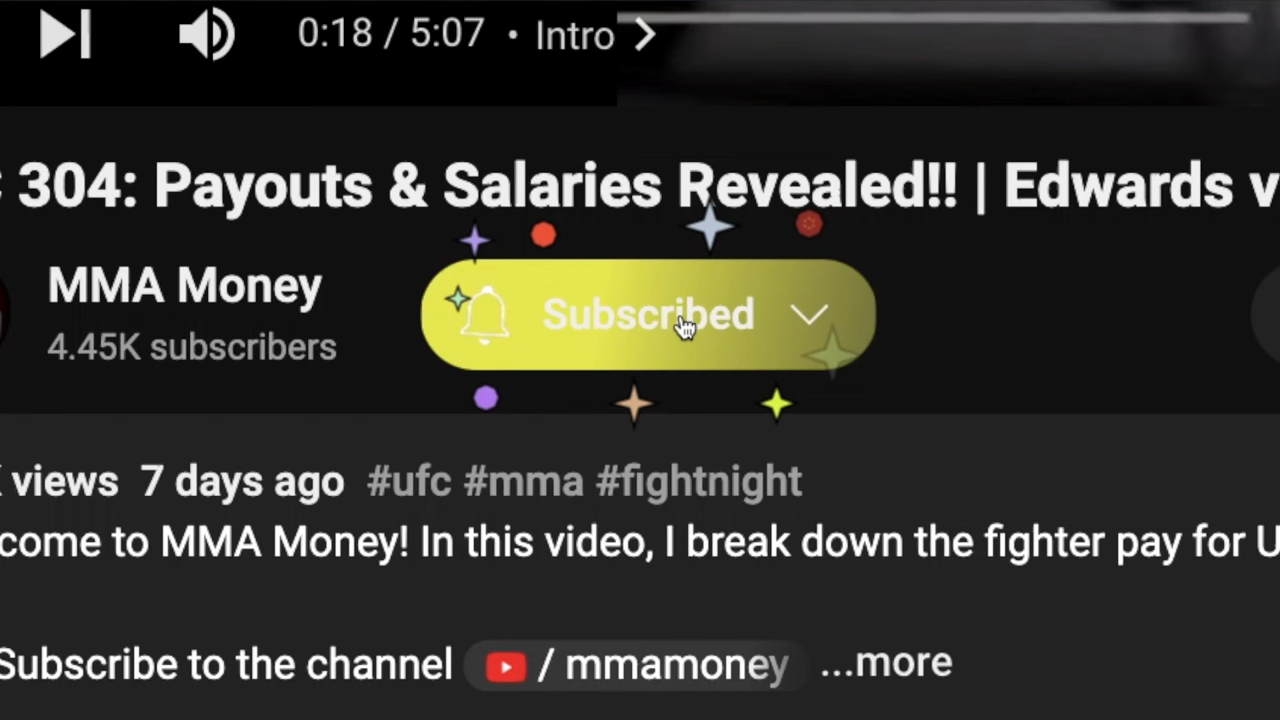 0:18 / 5:07 • Intro
304: Payouts & Salaries Revealed!! | Edwards v
MMA Money
Subscribed
4.45K subscribers
views 7 days ago #ufc #mma #fightnight
come to MMA Money! In this video, I break down the fighter pay for U
Subscribe to the channel / mmamoney ...more